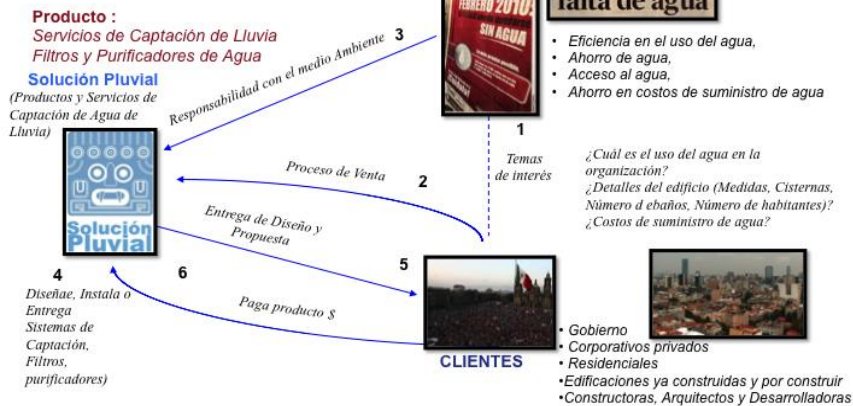 Producto :
Servicios de Captación de Lluvia
Filtros y Purificadores de Agua
Solución Pluvial
(Productos y Servicios de
Captación de Agua de
Lluvia)
Solución
Pluvial
Responsabilidad con el medio Ambiente
3
FEBRERO 2010:
SIN AGUA
falta de agua
• Eficiencia en el uso del agua,
• Ahorro de agua,
• Acceso al agua,
• Ahorro en costos de suministro de agua
1
Temas
de interés
¿Cuál es el uso del agua en la
organización?
¿Detalles del edificio (Medidas, Cisternas,
Número d ebaños, Número de habitantes)?
¿Costos de suministro de agua?
Proceso de Venta
2
Entrega de Diseño y
Propuesta
5
4
Diseñae, Instala o
Entrega
Sistemas de
Captación,
Filtros,
purificadores)
6
Paga producto $
CLIENTES
• Gobierno
• Corporativos privados
• Residenciales
•Edificaciones ya construidas y por construir
•Constructoras, Arquitectos y Desarrolladoras